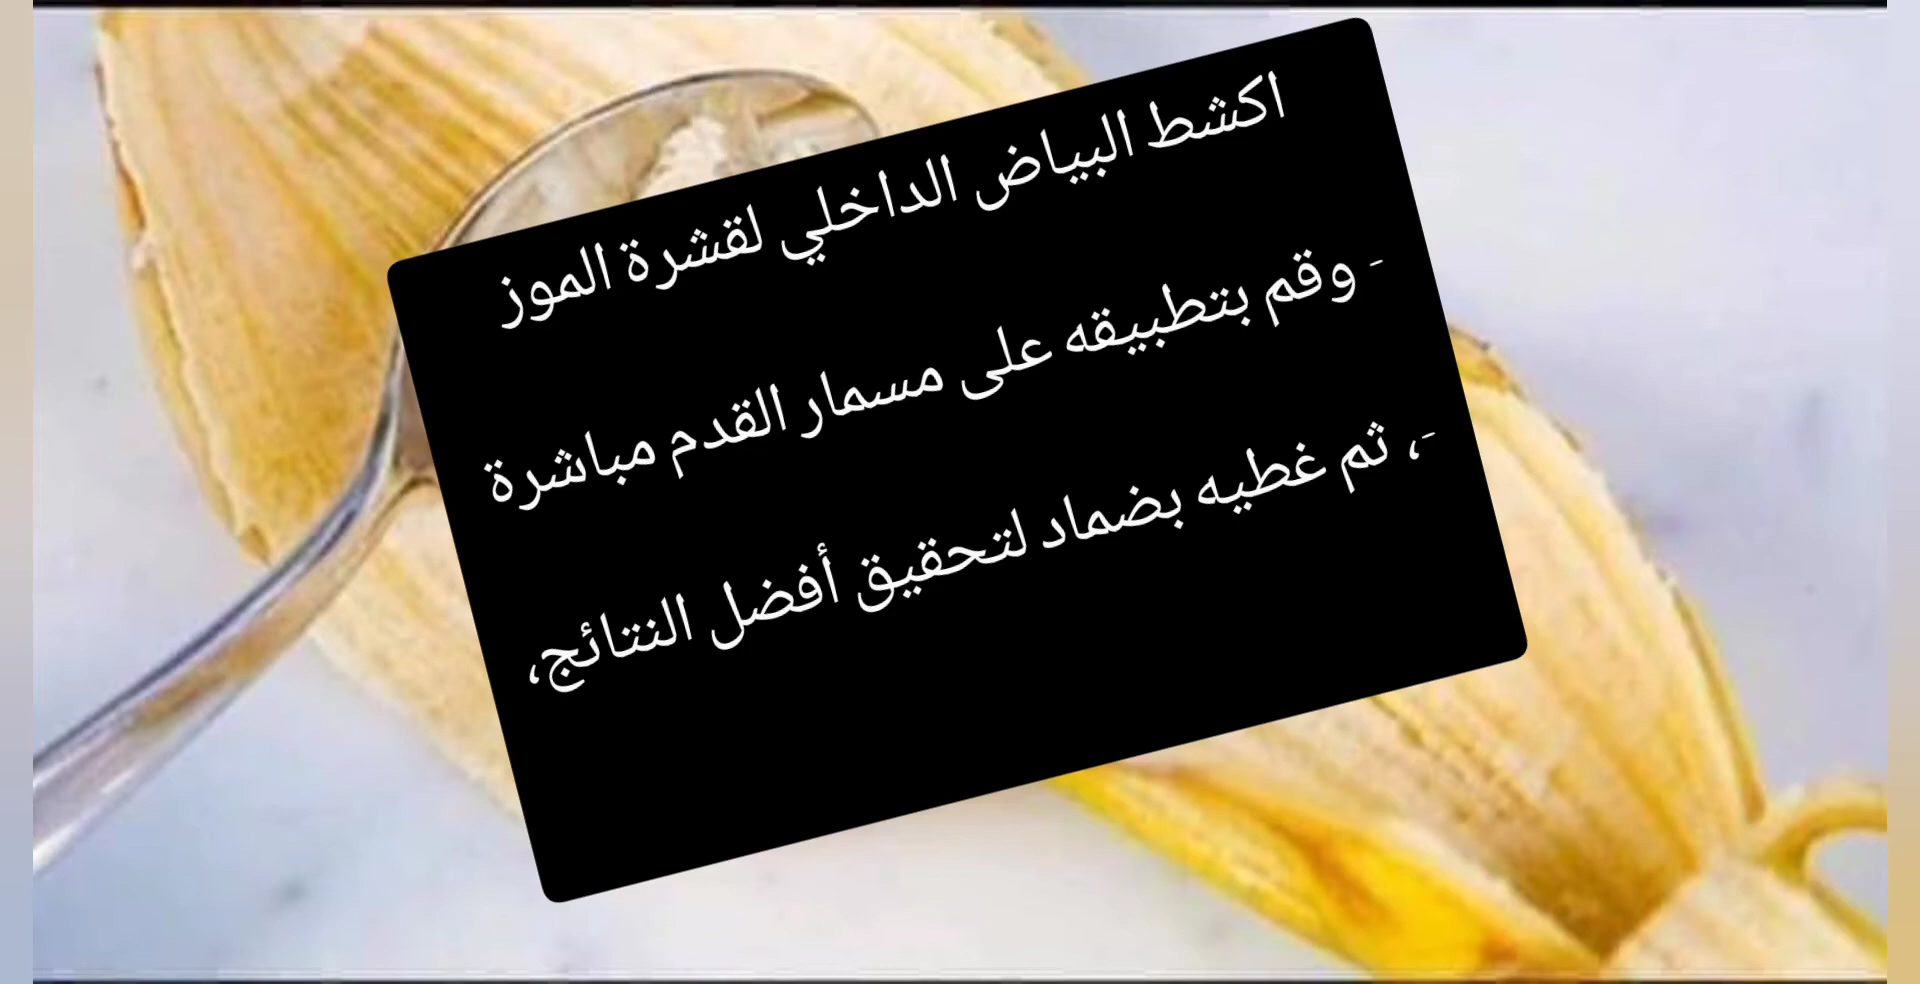 اكشط البياض الداخلي لقشرة الموز
- وقم بتطبيقه على مسمار القدم مباشرة
-، ثم غطيه بضماد لتحقيق أفضل النتائج،